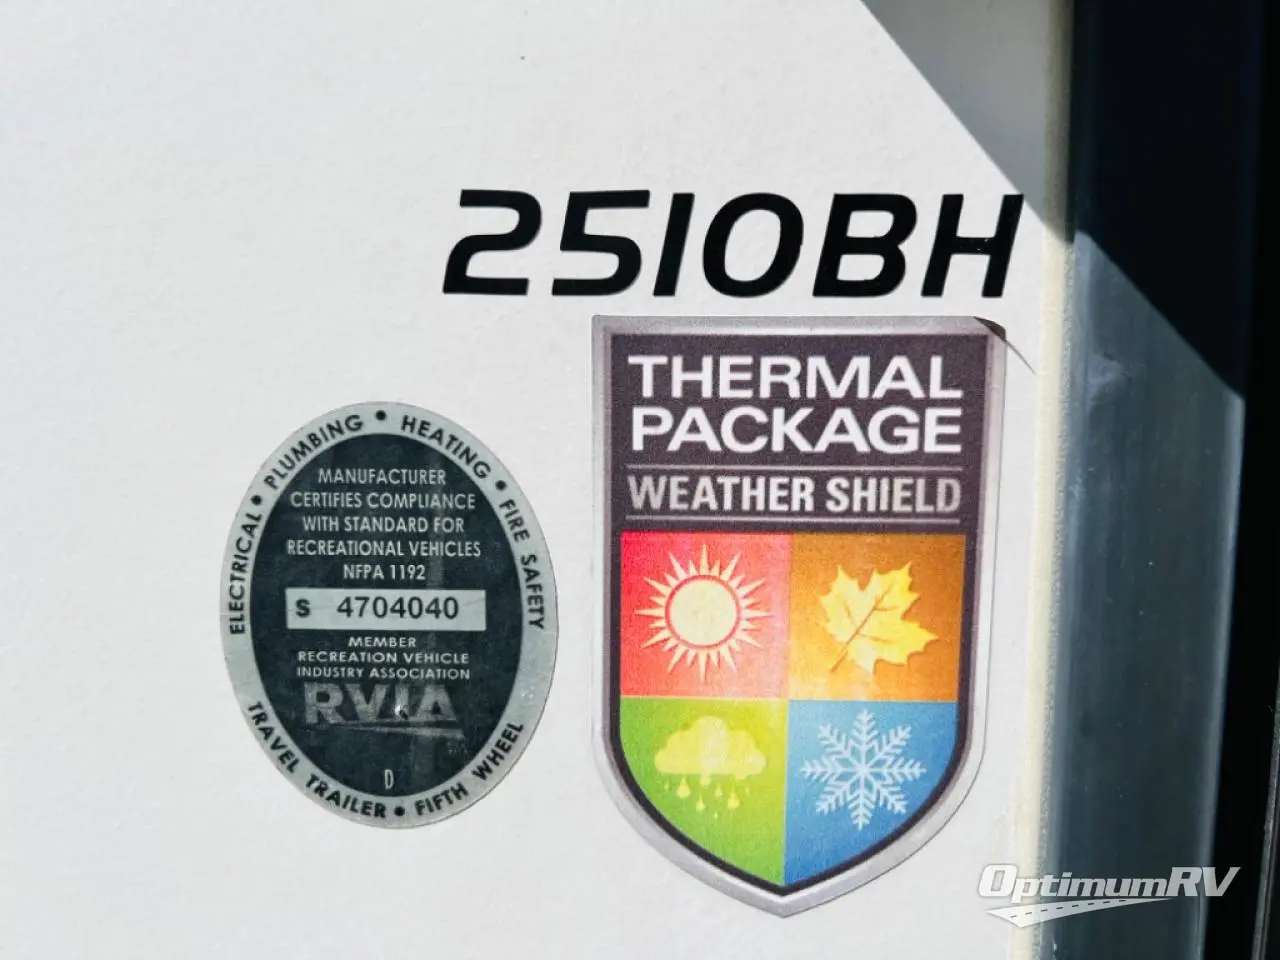 2510BH
THERMAL
PACKAGE
WEATHER SHIELD
ELECTRICAL • PLUMBING • HEATING • FIRE SAFETY
MANUFACTURER
CERTIFIES COMPLIANCE
WITH STANDARD FOR
RECREATIONAL VEHICLES
NFPA 1192
S 4704040
MEMBER
RECREATION VEHICLE
INDUSTRY ASSOCIATION
RVIA
D
TRAVEL TRAILER • FIFTH WHEEL
OptimumRV